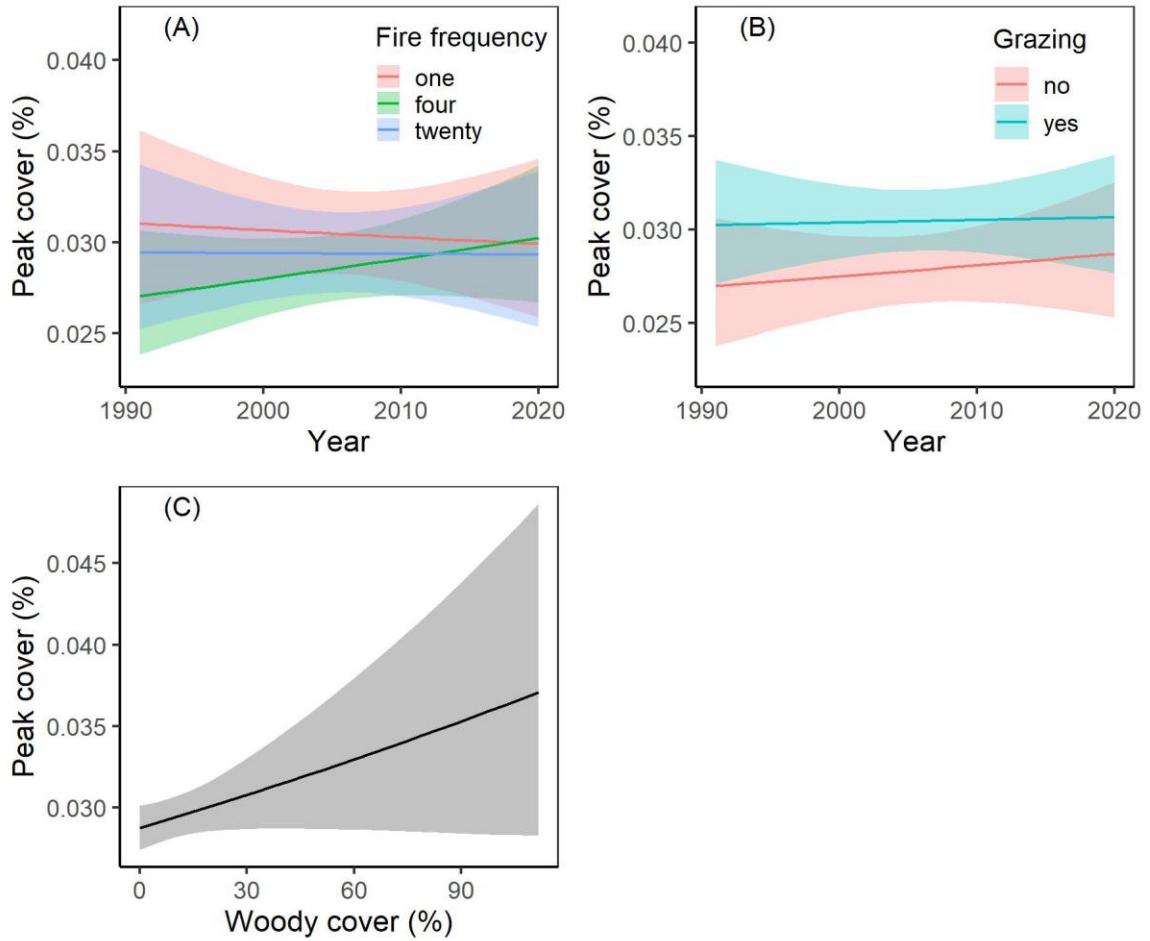 (A)
Fire frequency
one
four
twenty
0.040
0.035
0.030
0.025
Peak cover (%)
1990 2000 2010 2020
Year
(B)
Grazing
no
yes
0.040
0.035
0.030
0.025
Peak cover (%)
1990 2000 2010 2020
Year
(C)
0.045
0.040
0.035
0.030
Peak cover (%)
0 30 60 90
Woody cover (%)